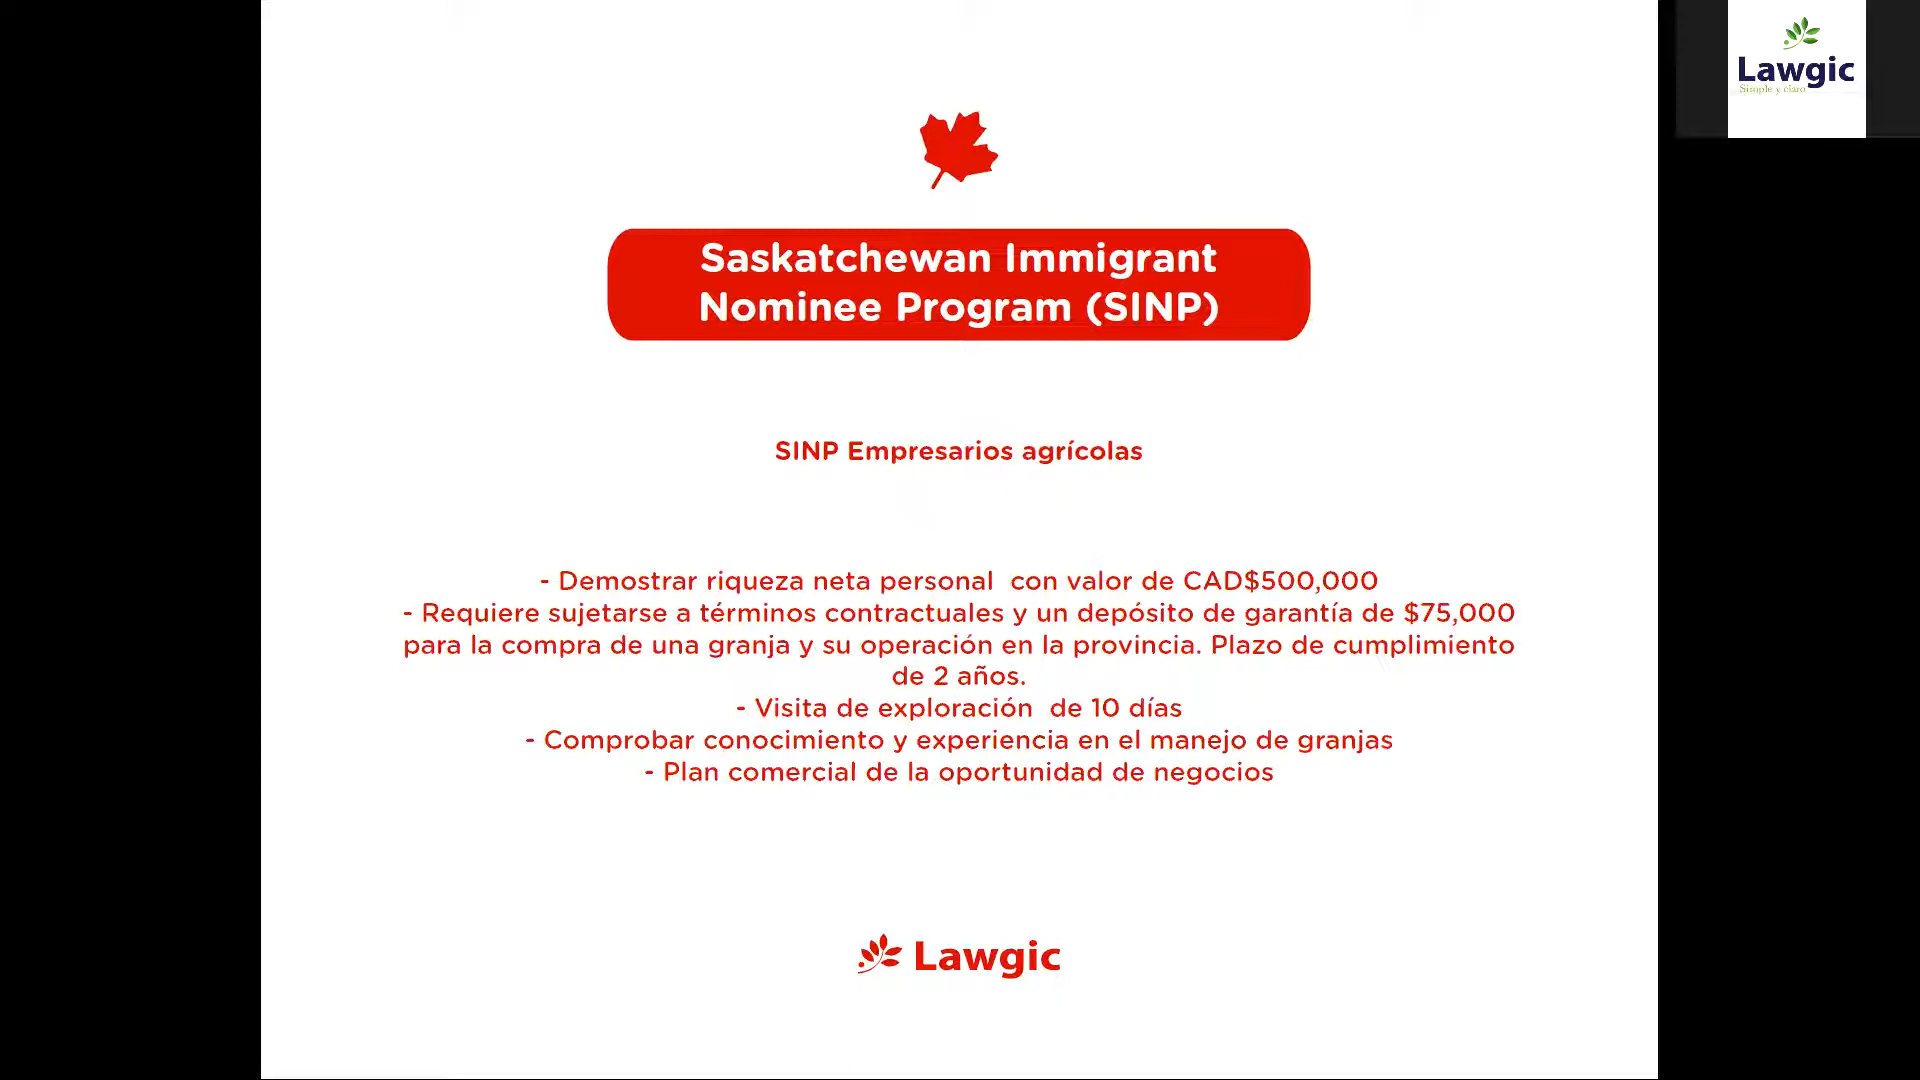 Lawgic
Simple y claro
Saskatchewan Immigrant
Nominee Program (SINP)
SINP Empresarios agrícolas
- Demostrar riqueza neta personal con valor de CAD$500,000
- Requiere sujetarse a términos contractuales y un depósito de garantía de $75,000
para la compra de una granja y su operación en la provincia. Plazo de cumplimiento
de 2 años.
- Visita de exploración de 10 días
- Comprobar conocimiento y experiencia en el manejo de granjas
- Plan comercial de la oportunidad de negocios
Lawgic